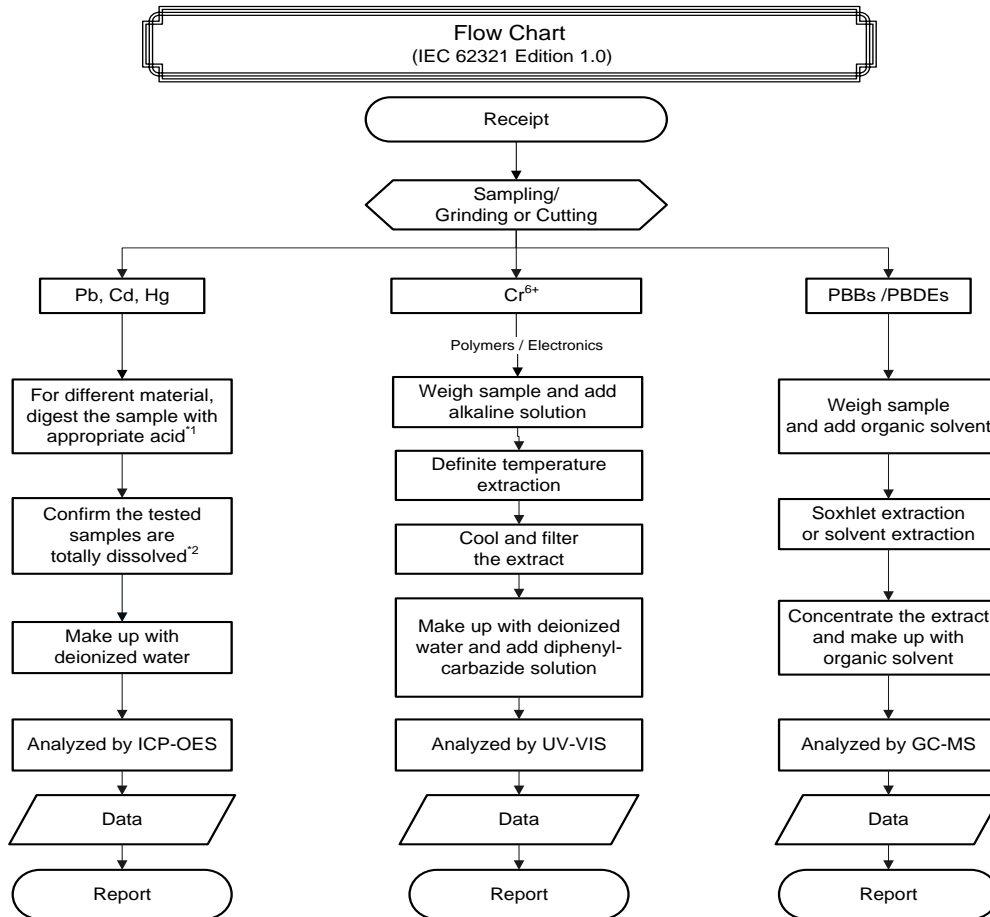 Flow Chart
(IEC 62321 Edition 1.0)
Receipt
Sampling/
Grinding or Cutting
Pb, Cd, Hg
For different material,
digest the sample with
appropriate acid*1
Confirm the tested
samples are
totally dissolved*2
Make up with
deionized water
Analyzed by ICP-OES
Data
Report
Cr6+
Polymers / Electronics
Weigh sample and add
alkaline solution
Definite temperature
extraction
Cool and filter
the extract
Make up with deionized
water and add diphenyl-
carbazide solution
Analyzed by UV-VIS
Data
Report
PBBs /PBDEs
Weigh sample
and add organic solvent
Soxhlet extraction
or solvent extraction
Concentrate the extract
and make up with
organic solvent
Analyzed by GC-MS
Data
Report